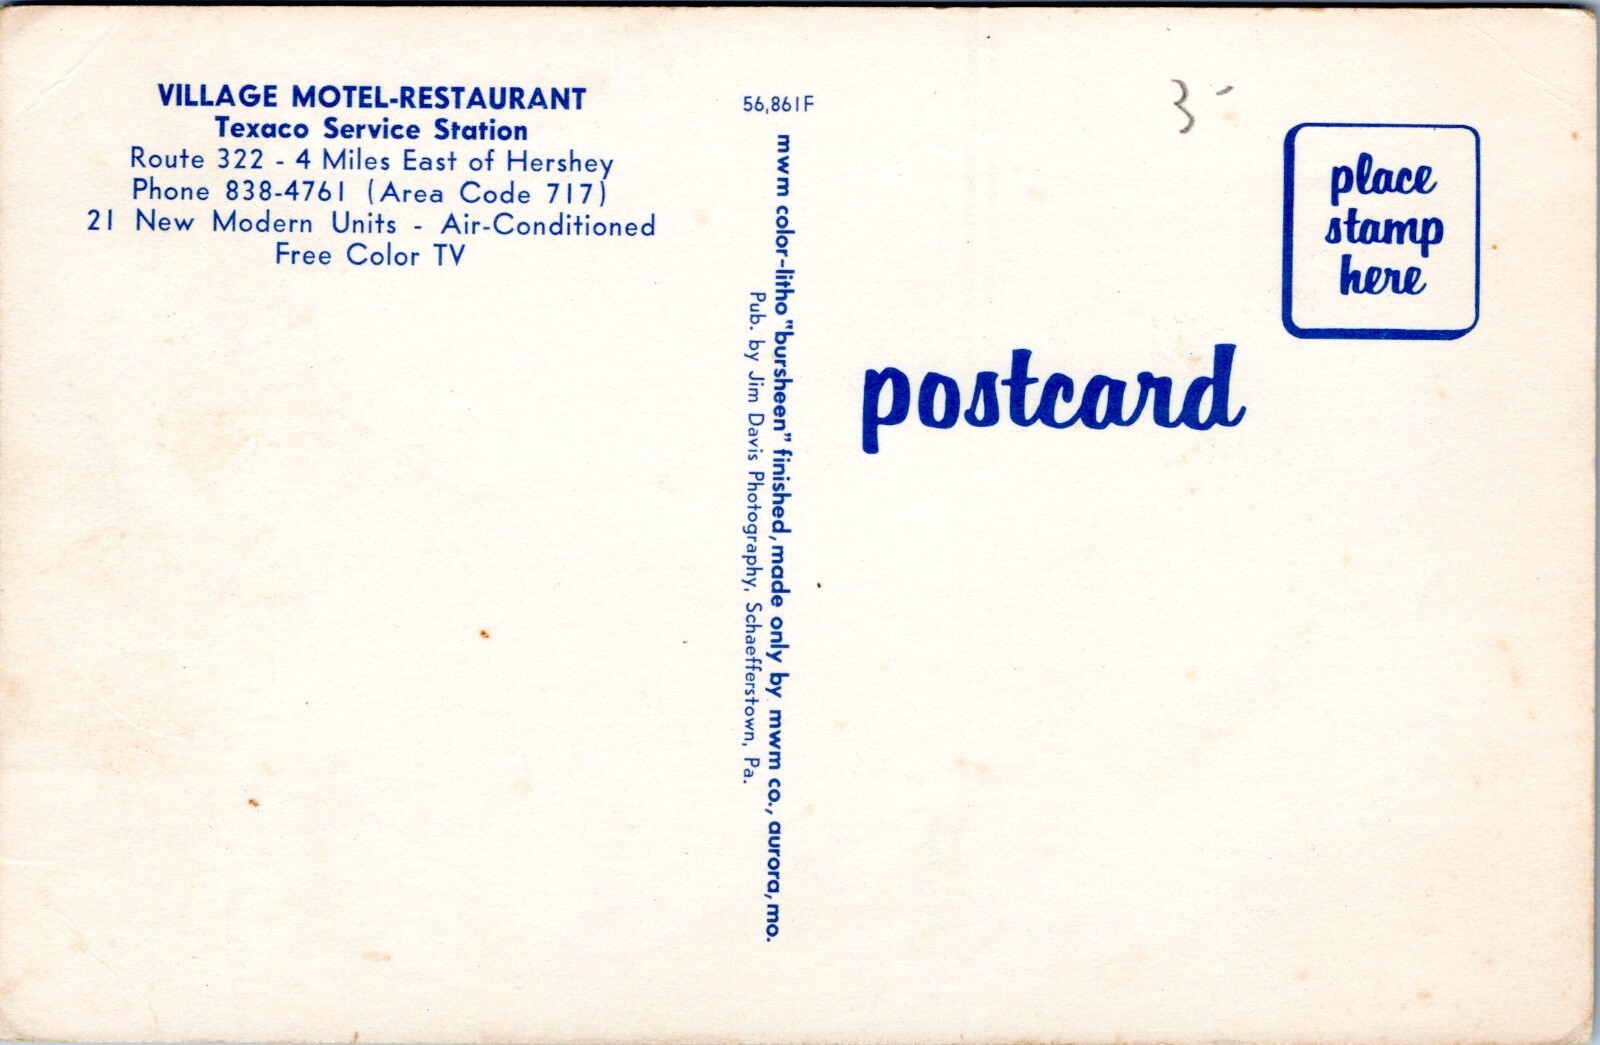 VILLAGE MOTEL-RESTAURANT
Texaco Service Station
Route 322 - 4 Miles East of Hershey
Phone 838-4761 (Area Code 717)
21 New Modern Units - Air-Conditioned
Free Color TV
56,861F
mwm color-litho "bursheen" finished, made only by mwm co., aurora, mo.
Pub. by Jim Davis Photography, Schaefferstown, Pa.
3-
place
stamp
here
postcard